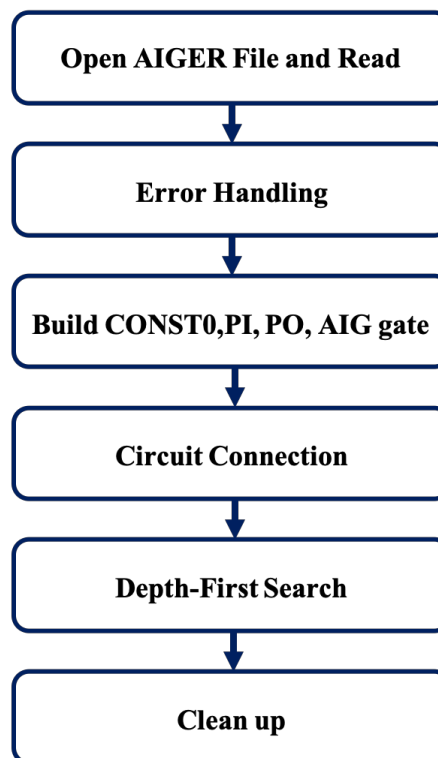 Open AIGER File and Read
Error Handling
Build CONST0,PI, PO, AIG gate
Circuit Connection
Depth-First Search
Clean up